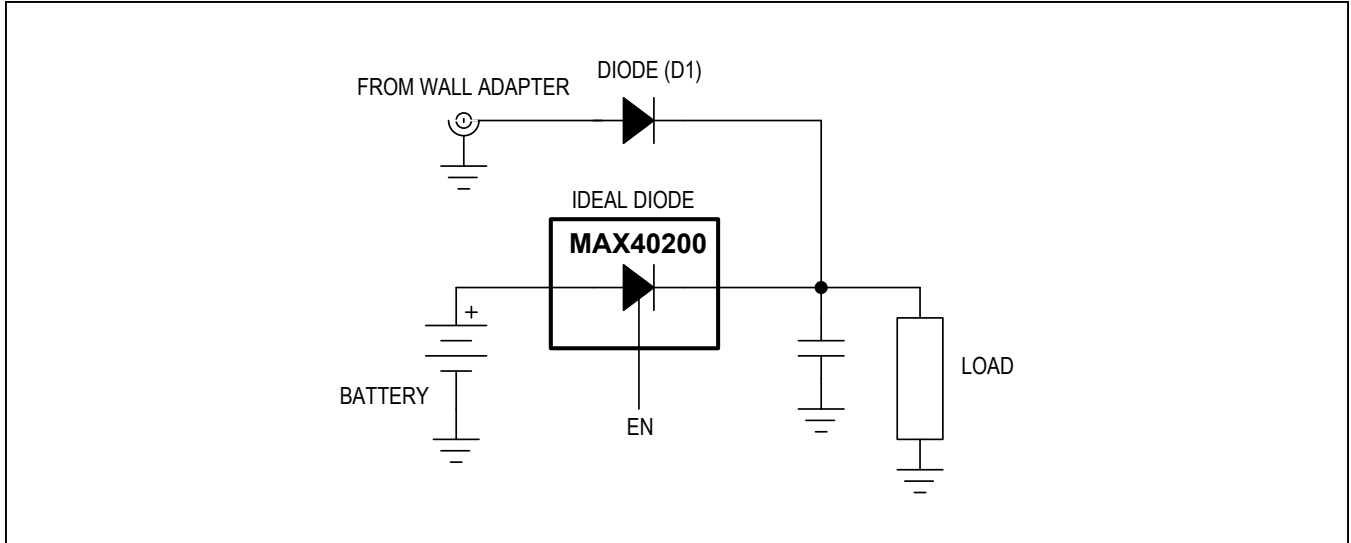 DIODE (D1)
FROM WALL ADAPTER
IDEAL DIODE
MAX40200
+
BATTERY
LOAD
EN